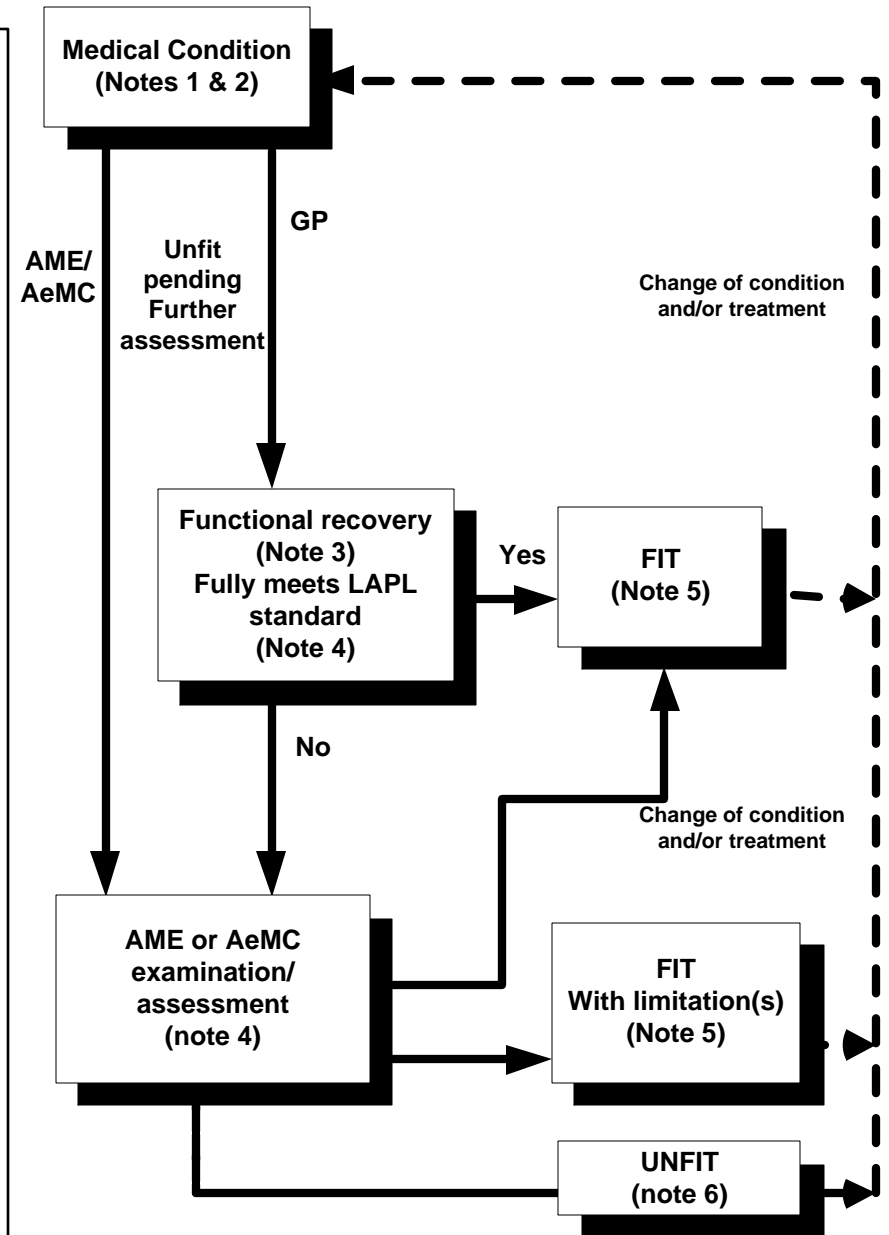 Medical Condition
(Notes 1 & 2)
GP
AME/
AeMC
Unfit
pending
Further
assessment
Change of condition
and/or treatment
Functional recovery
(Note 3)
Fully meets LAPL
standard
(Note 4)
Yes
FIT
(Note 5)
No
Change of condition
and/or treatment
AME or AeMC
examination/
assessment
(note 4)
FIT
With limitation(s)
(Note 5)
UNFIT
(note 6)